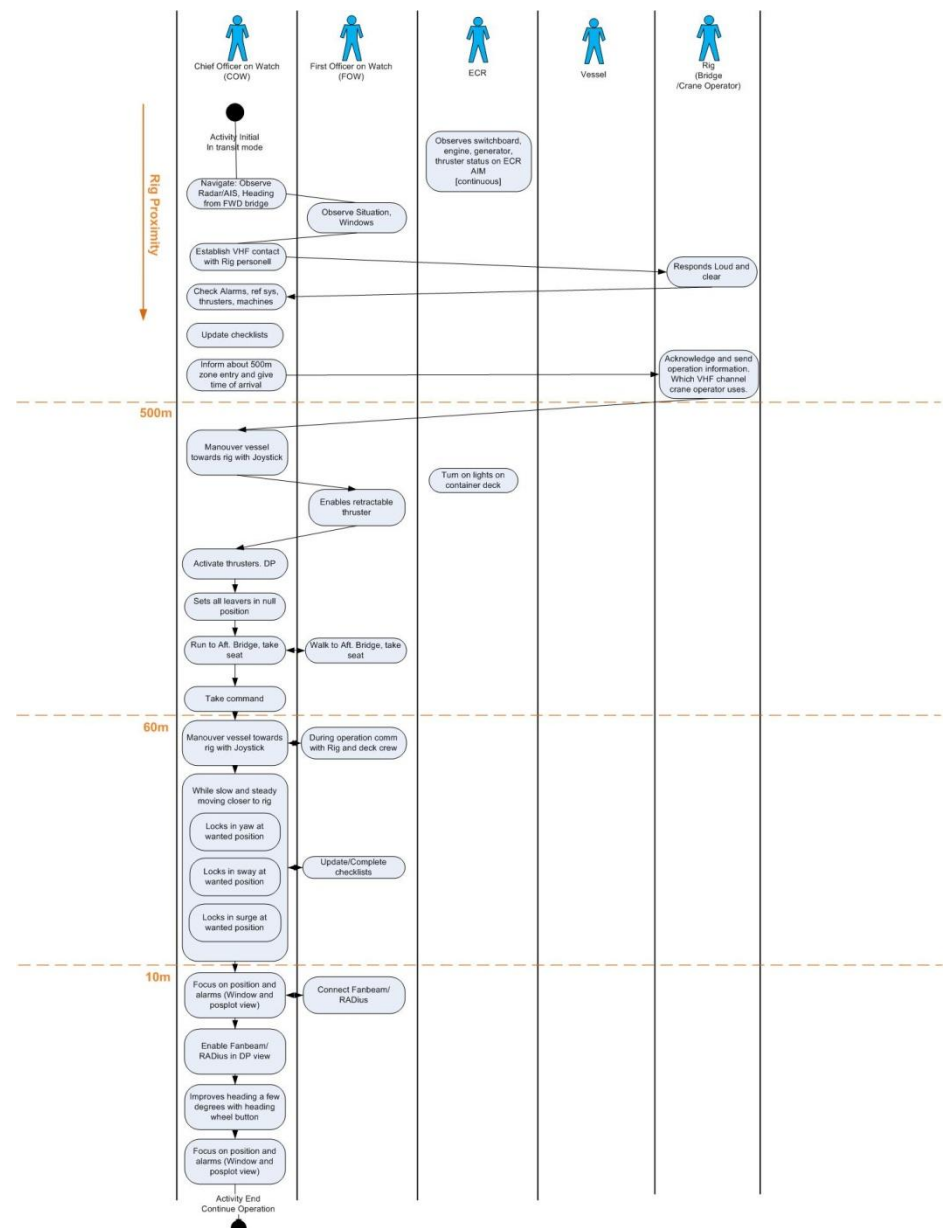 Chief Officer on Watch
(COW)
First Officer on Watch
(FOW)
ECR
Vessel
Rig
(Bridge
/Crane Operator)
Rig Proximity
Activity Initial
In transit mode
Observes switchboard,
engine, generator,
thruster status on ECR
AIM
[continuous]
Navigate: Observe
Radar/AIS, Heading
from FWD bridge
Observe Situation,
Windows
Establish VHF contact
with Rig personell
Responds Loud and
clear
Check Alarms, ref sys,
thrusters, machines
Update checklists
Inform about 500m
zone entry and give
time of arrival
Acknowledge and send
operation information.
Which VHF channel
crane operator uses.
500m
Manouver vessel
towards rig with Joystick
Turn on lights on
container deck
Enables retractable
thruster
Activate thrusters. DP
Sets all leavers in null
position
Run to Aft. Bridge, take
seat
Walk to Aft. Bridge, take
seat
Take command
60m
Manouver vessel towards
rig with Joystick
During operation comm
with Rig and deck crew
While slow and steady
moving closer to rig
Locks in yaw at
wanted position
Locks in sway at
wanted position
Update/Complete
checklists
Locks in surge at
wanted position
10m
Focus on position and
alarms (Window and
posplot view)
Connect Fanbeam/
RADius
Enable Fanbeam/
RADius in DP view
Improves heading a few
degrees with heading
wheel button
Focus on position and
alarms (Window and
posplot view)
Activity End
Continue Operation